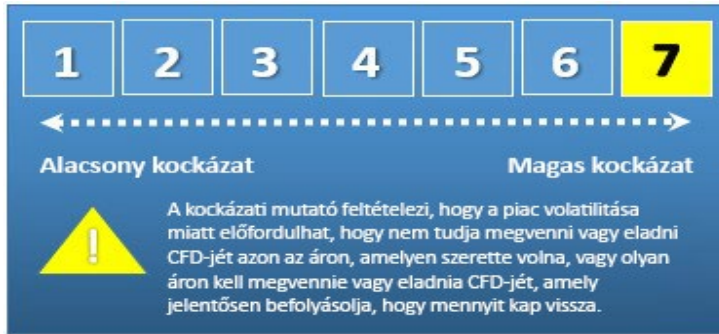 1 2 3 4 5 6 7
Alacsony kockázat Magas kockázat
! A kockázati mutató feltételezi, hogy a piac volatilitása
miatt előfordulhat, hogy nem tudja megvenni vagy eladni
CFD-jét azon az áron, amelyen szerette volna, vagy olyan
áron kell megvennie vagy eladnia CFD-jét, amely
jelentősen befolyásolja, hogy mennyit kap vissza.